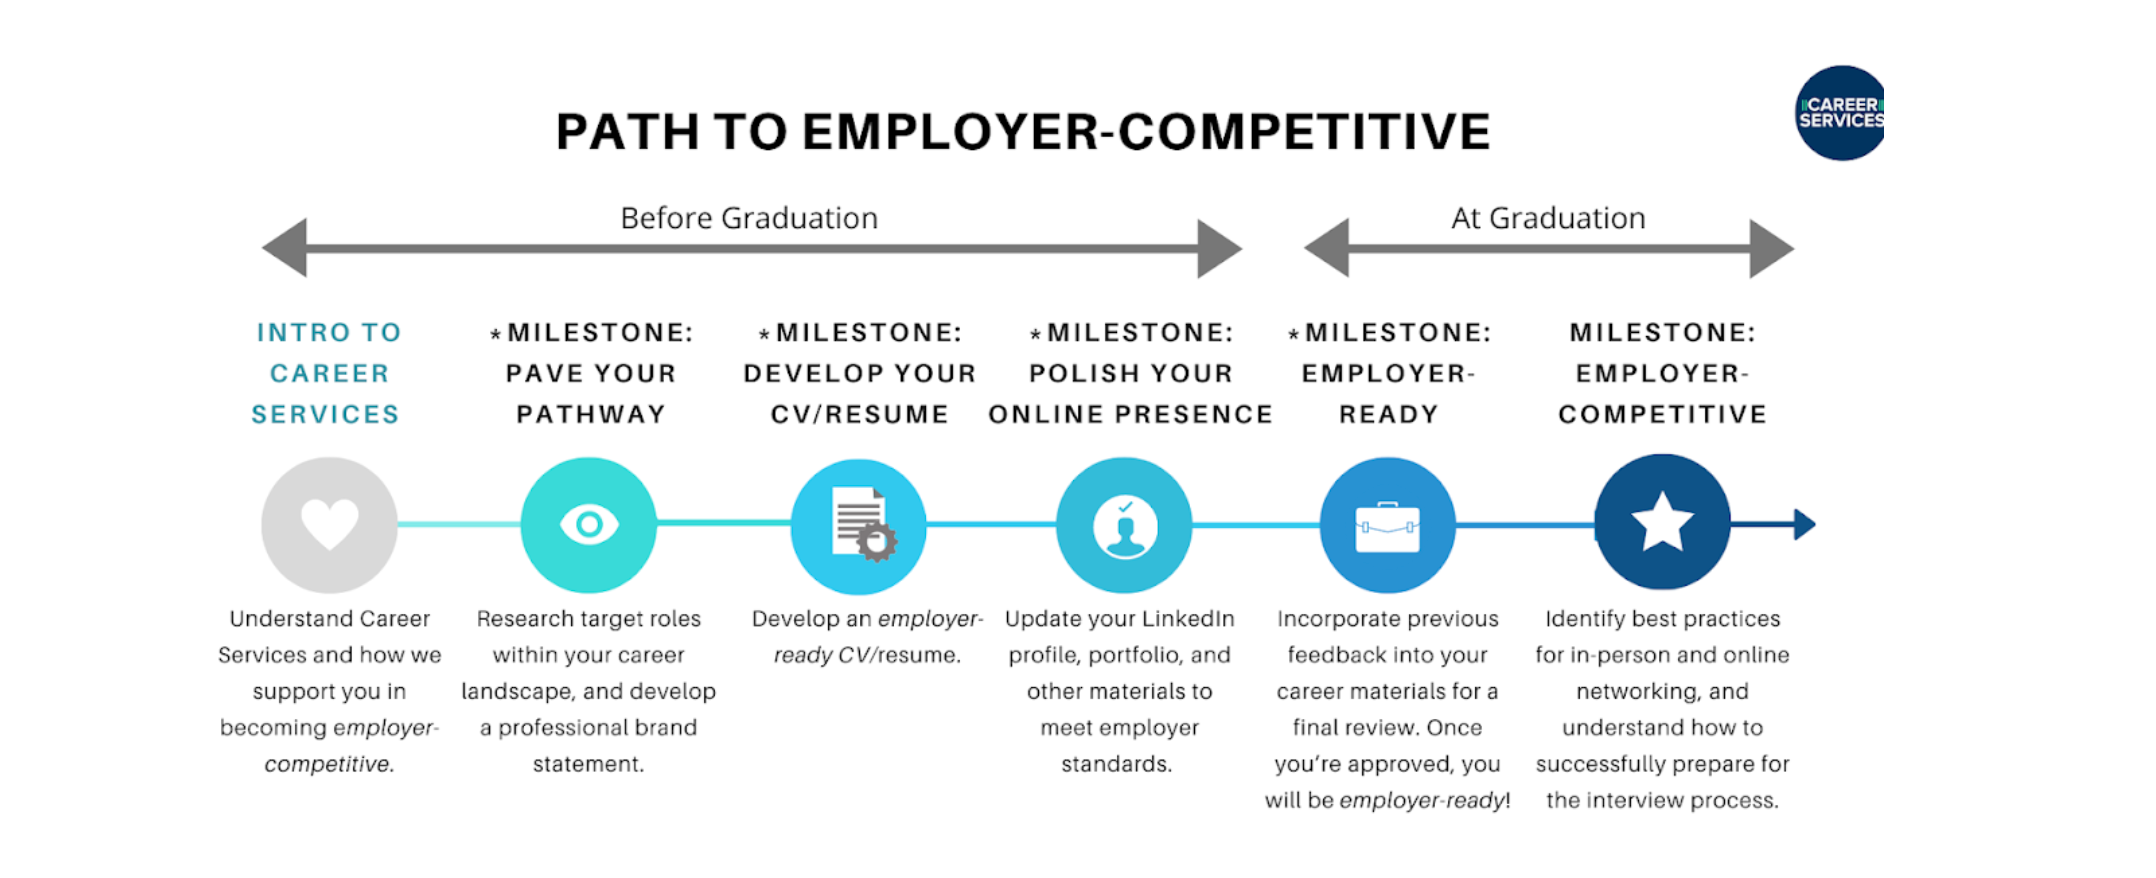 CAREER
SERVICES
PATH TO EMPLOYER-COMPETITIVE
Before Graduation
At Graduation
INTRO TO
CAREER
SERVICES
*MILESTONE:
PAVE YOUR
PATHWAY
*MILESTONE:
DEVELOP YOUR
CV/RESUME
*MILESTONE:
POLISH YOUR
ONLINE PRESENCE
*MILESTONE:
EMPLOYER-
READY
MILESTONE:
EMPLOYER-
COMPETITIVE
Understand Career
Services and how we
support you in
becoming employer-
competitive.
Research target roles
within your career
landscape, and develop
a professional brand
statement.
Develop an employer-
ready CV/resume.
Update your LinkedIn
profile, portfolio, and
other materials to
meet employer
standards.
Incorporate previous
feedback into your
career materials for a
final review. Once
you're approved, you
will be employer-ready!
Identify best practices
for in-person and online
networking, and
understand how to
successfully prepare for
the interview process.